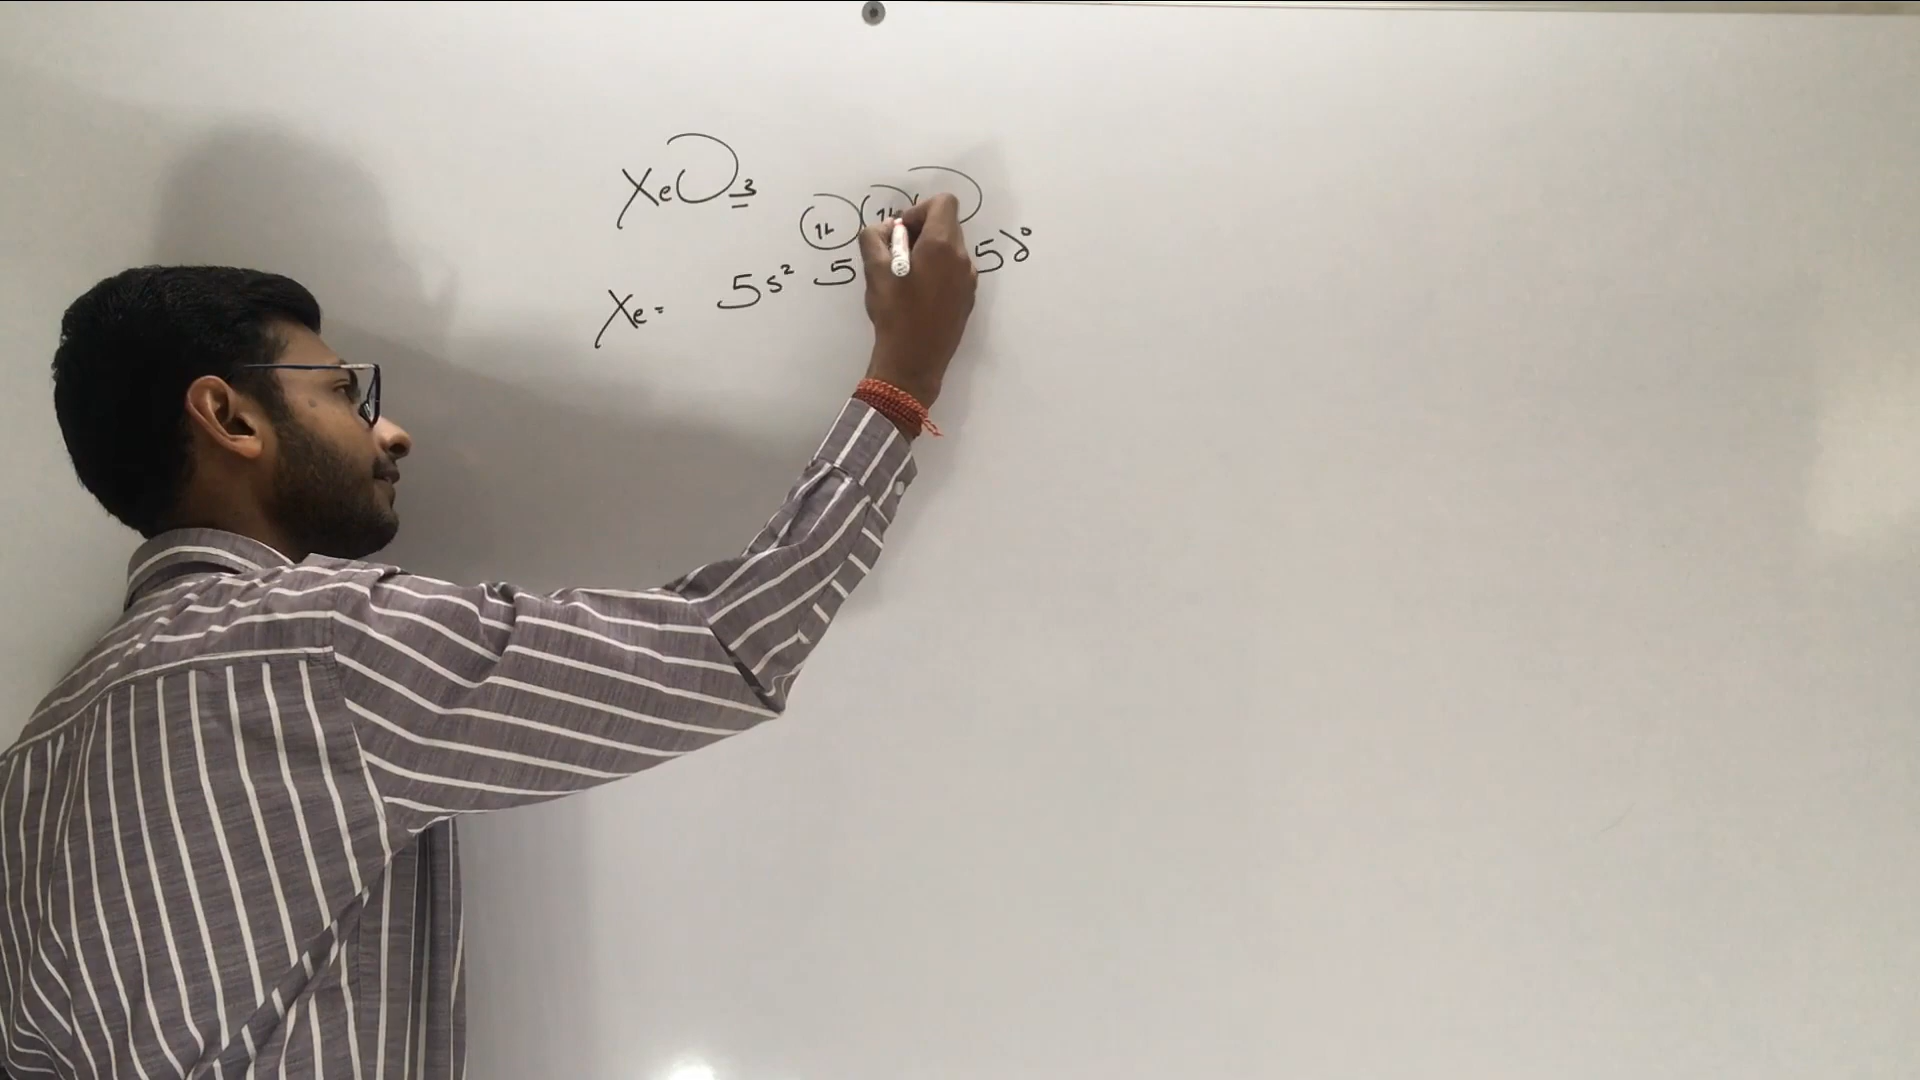 XeO₃
1L 1L
Xe = 5s² 5 5d⁰